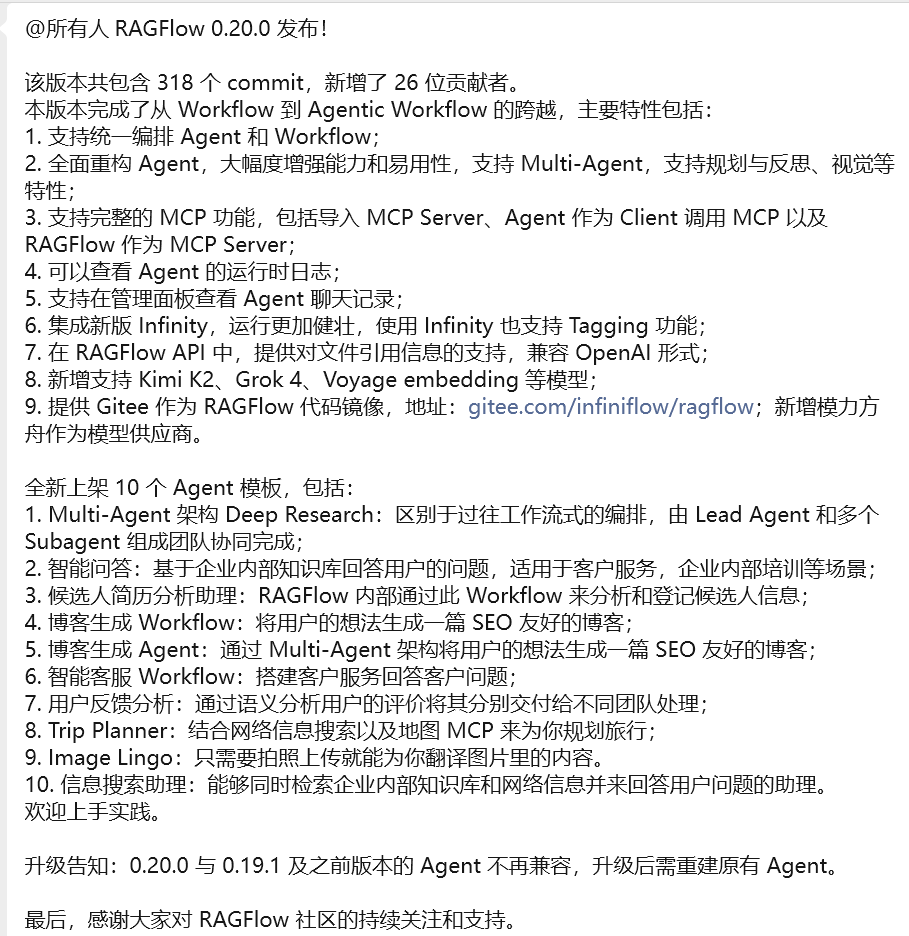 @所有人 RAGFlow 0.20.0 发布！
该版本共包含 318 个 commit，新增了 26 位贡献者。
本版本完成了从 Workflow 到 Agentic Workflow 的跨越，主要特性包括：
1. 支持统一编排 Agent 和 Workflow；
2. 全面重构 Agent，大幅度增强能力和易用性，支持 Multi-Agent，支持规划与反思、视觉等
特性；
3. 支持完整的 MCP 功能，包括导入 MCP Server、Agent 作为 Client 调用 MCP 以及
RAGFlow 作为 MCP Server；
4. 可以查看 Agent 的运行时日志；
5. 支持在管理面板查看 Agent 聊天记录；
6. 集成新版 Infinity，运行更加健壮，使用 Infinity 也支持 Tagging 功能；
7. 在 RAGFlow API 中，提供对文件引用信息的支持，兼容 OpenAI 形式；
8. 新增支持 Kimi K2、Grok 4、Voyage embedding 等模型；
9. 提供 Gitee 作为 RAGFlow 代码镜像，地址：gitee.com/infiniflow/ragflow；新增模力方
舟作为模型供应商。
全新上架 10 个 Agent 模板，包括：
1. Multi-Agent 架构 Deep Research：区别于过往工作流式的编排，由 Lead Agent 和多个
Subagent 组成团队协同完成；
2. 智能问答：基于企业内部知识库回答用户的问题，适用于客户服务，企业内部培训等场景；
3. 候选人简历分析助理：RAGFlow 内部通过此 Workflow 来分析和登记候选人信息；
4. 博客生成 Workflow：将用户的想法生成一篇 SEO 友好的博客；
5. 博客生成 Agent：通过 Multi-Agent 架构将用户的想法生成一篇 SEO 友好的博客；
6. 智能客服 Workflow：搭建客户服务回答客户问题；
7. 用户反馈分析：通过语义分析用户的评价将其分别交付给不同团队处理；
8. Trip Planner：结合网络信息搜索以及地图 MCP 来为你规划旅行；
9. Image Lingo：只需要拍照上传就能为你翻译图片里的内容。
10. 信息搜索助理：能够同时检索企业内部知识库和网络信息并来回答用户问题的助理。
欢迎上手实践。
升级告知：0.20.0 与 0.19.1 及之前版本的 Agent 不再兼容，升级后需重建原有 Agent。
最后，感谢大家对 RAGFlow 社区的持续关注和支持。